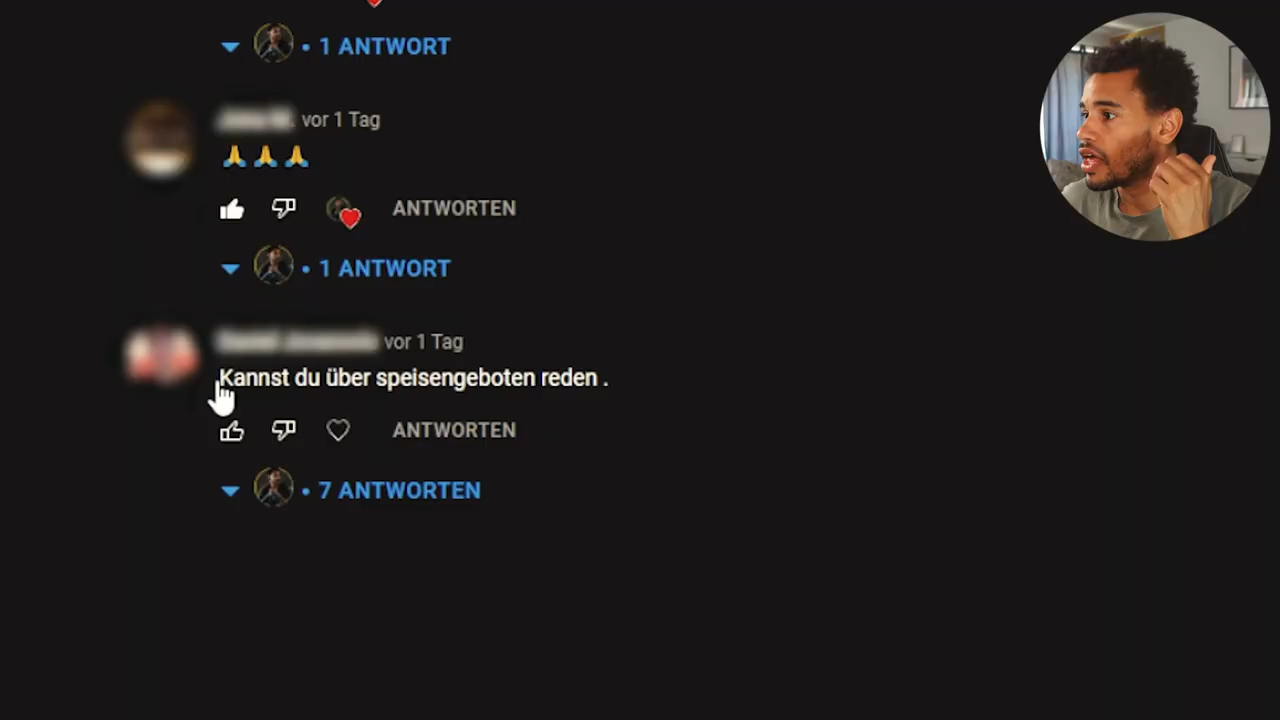 1 ANTWORT
vor 1 Tag
🙏🙏🙏
ANTWORTEN
1 ANTWORT
vor 1 Tag
Kannst du über speisengeboten reden .
ANTWORTEN
7 ANTWORTEN